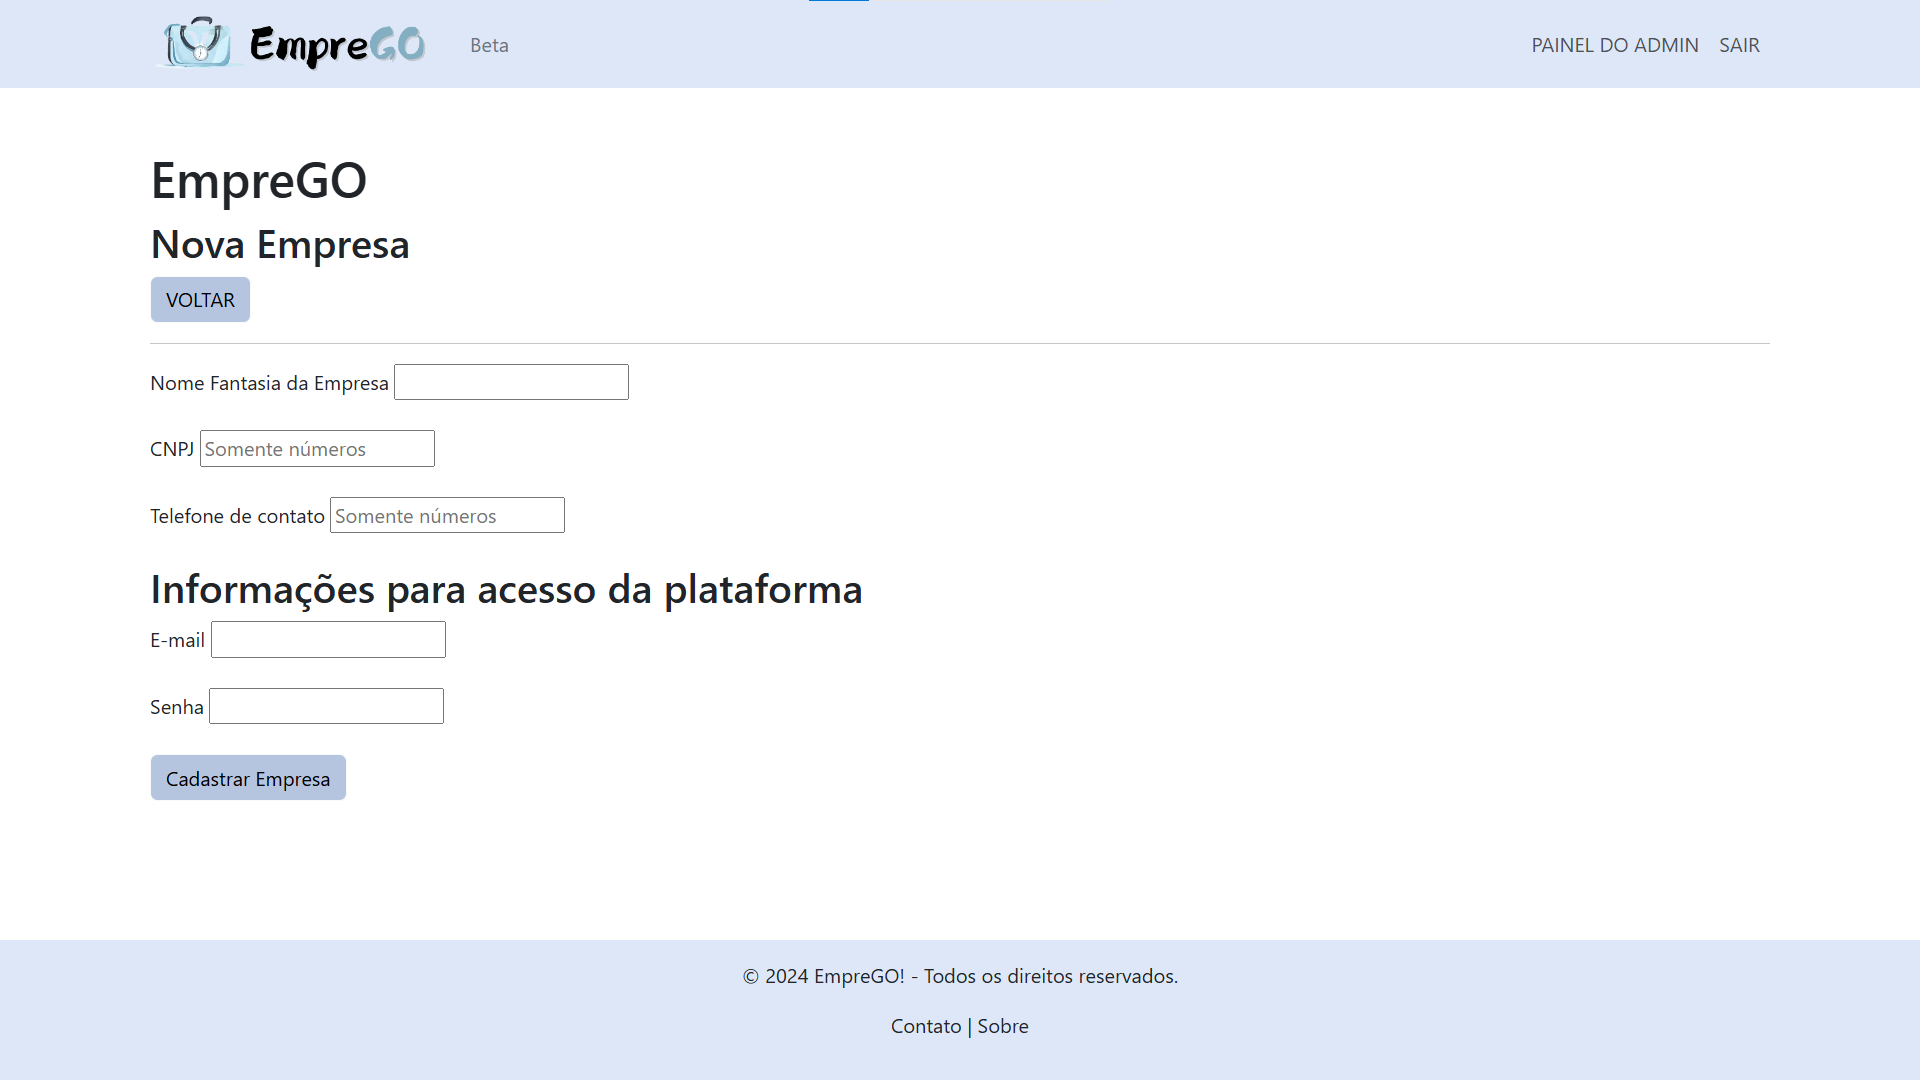 EmpreGO
Beta
PAINEL DO ADMIN
SAIR
EmpreGO
Nova Empresa
VOLTAR
Nome Fantasia da Empresa
CNPJ Somente números
Telefone de contato Somente números
Informações para acesso da plataforma
E-mail
Senha
Cadastrar Empresa
© 2024 EmpreGO! - Todos os direitos reservados.
Contato | Sobre